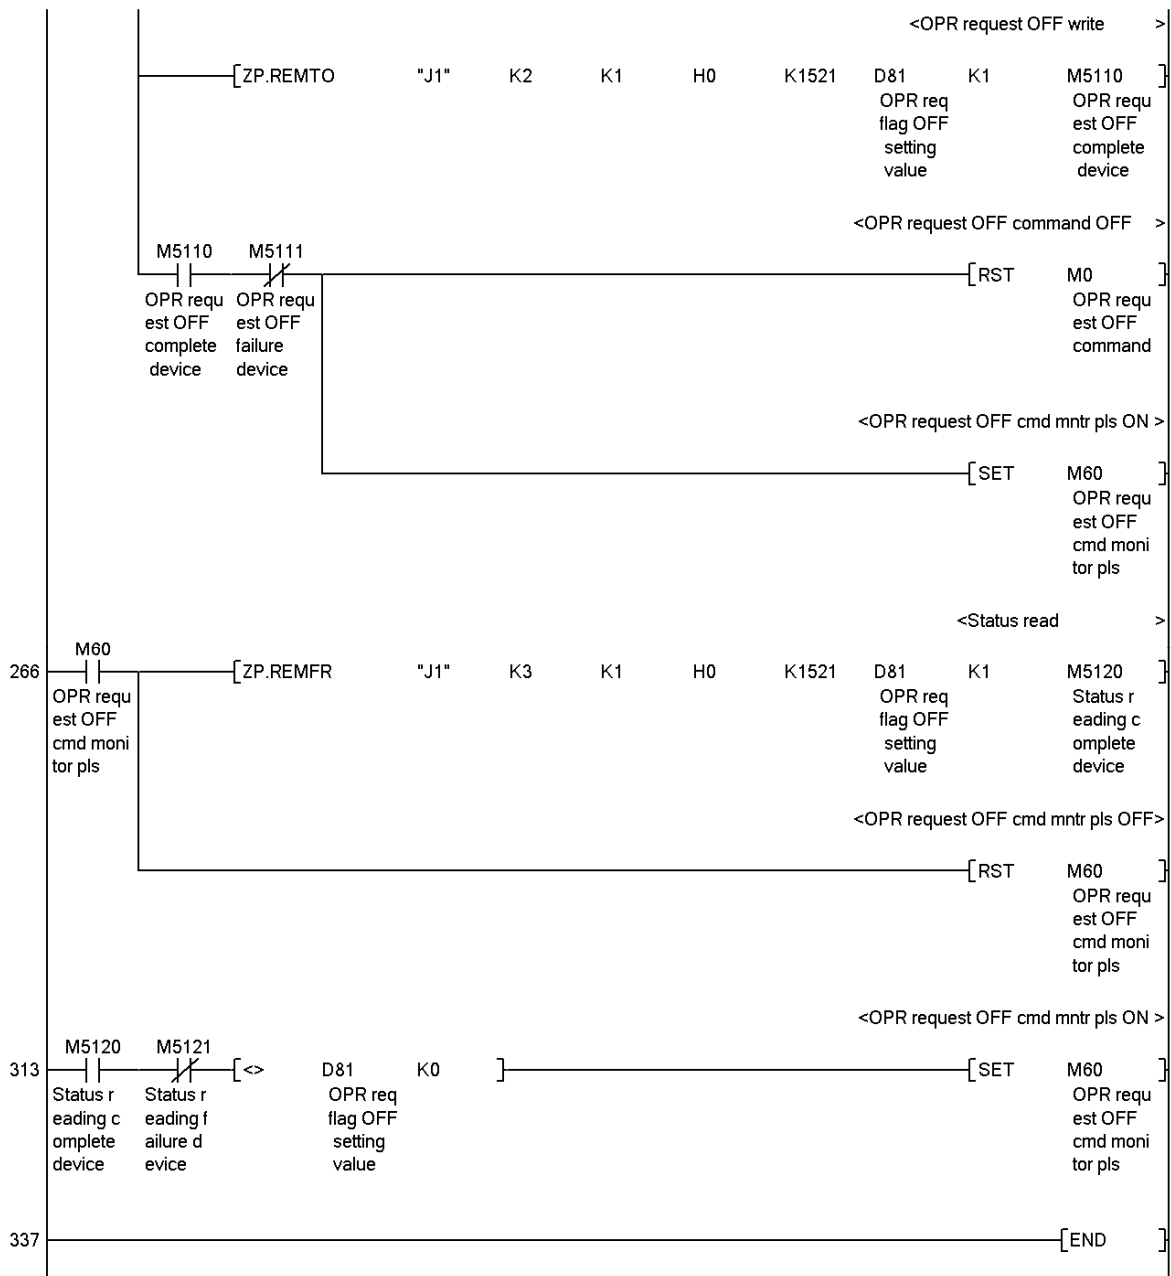 <OPR request OFF write >
[ZP.REMTO "J1" K2 K1 H0 K1521 D81 K1 M5110 ]
OPR req OPR requ
flag OFF est OFF
setting complete
value device
<OPR request OFF command OFF >
M5110 M5111
[RST M0 ]
OPR requ OPR requ OPR requ
est OFF est OFF est OFF
complete failure command
device device
<OPR request OFF cmd mntr pls ON >
[SET M60 ]
OPR requ
est OFF
cmd moni
tor pls
<Status read >
M60
266 [ZP.REMFR "J1" K3 K1 H0 K1521 D81 K1 M5120 ]
OPR requ OPR req Status r
est OFF flag OFF eading c
cmd moni setting omplete
tor pls value device
<OPR request OFF cmd mntr pls OFF>
[RST M60 ]
OPR requ
est OFF
cmd moni
tor pls
<OPR request OFF cmd mntr pls ON >
M5120 M5121
313 [<> D81 K0 ] [SET M60 ]
Status r Status r OPR req OPR requ
eading c eading f flag OFF est OFF
omplete ailure d setting cmd moni
device evice value tor pls
337 [END ]